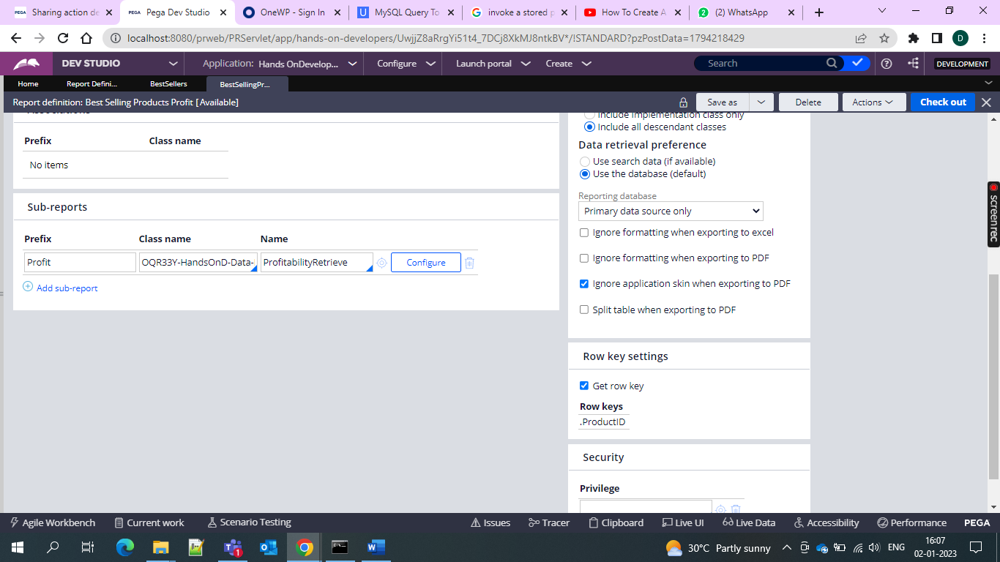 PEGA Sharing action de
PEGA Pega Dev Studio
OneWP - Sign In
U MySQL Query To
G invoke a stored p
How To Create A
2 (2) WhatsApp
localhost:8080/prweb/PRServlet/app/hands-on-developers/UwjjZ8aRrgYi51t4_7DCj8XkMJ8ntkBV*/!STANDARD?pzPostData=1794218429
D
DEV STUDIO
Application: Hands OnDevelop...
Configure
Launch portal
Create
Search
DEVELOPMENT
Home
Report Defini...
BestSellers
BestSellingPr...
Report definition: Best Selling Products Profit [Available]
Save as
Delete
Actions
Check out
Prefix
Class name
No items
Sub-reports
Prefix
Class name
Name
Profit
OQR33Y-HandsOnD-Data-
ProfitabilityRetrieve
Configure
Add sub-report
Include implementation class only
Include all descendant classes
Data retrieval preference
Use search data (if available)
Use the database (default)
Reporting database
Primary data source only
Ignore formatting when exporting to excel
Ignore formatting when exporting to PDF
Ignore application skin when exporting to PDF
Split table when exporting to PDF
Row key settings
Get row key
Row keys
.ProductID
Security
Privilege
screenrec
Agile Workbench
Current work
Scenario Testing
Issues
Tracer
Clipboard
Live UI
Live Data
Accessibility
Performance
PEGA
1
30°C Partly sunny
ENG
16:07
02-01-2023